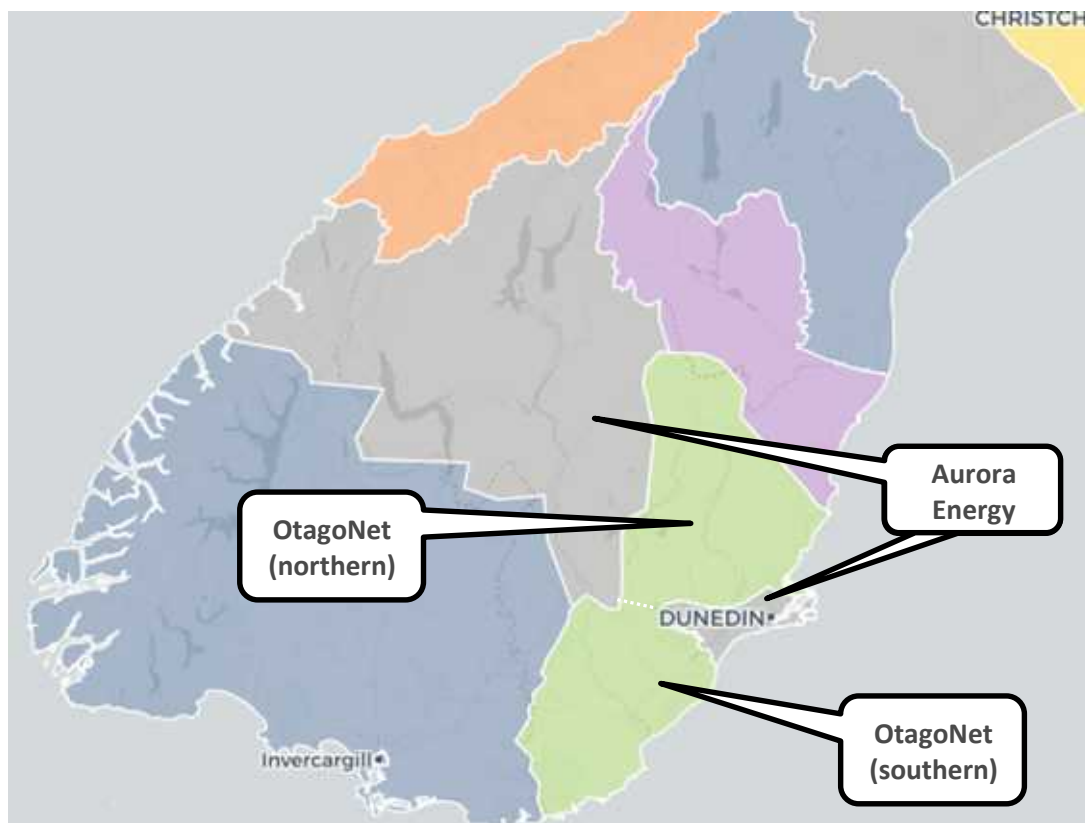 CHRISTCH
Aurora
Energy
OtagoNet
(northern)
DUNEDIN
OtagoNet
(southern)
Invercargill